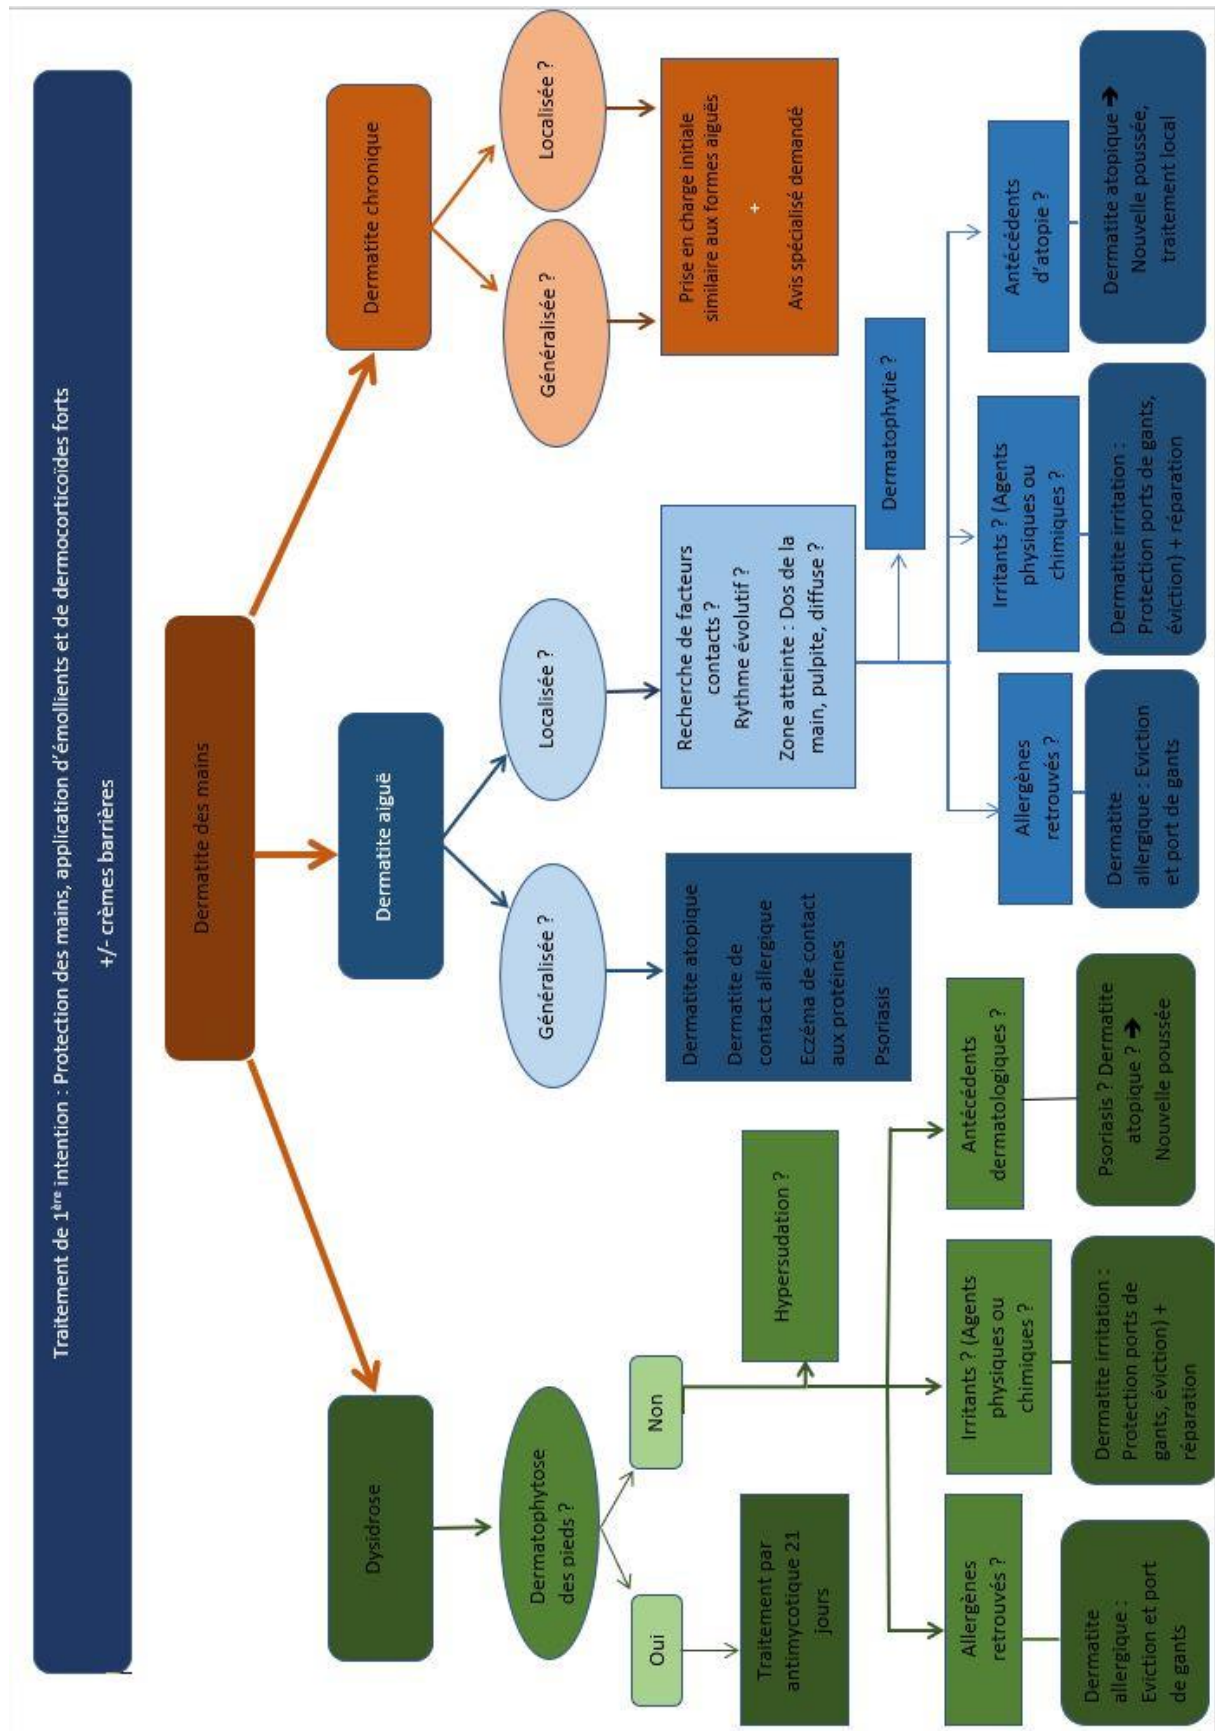 Traitement de 1ère intention : Protection des mains, application d'émollients et de dermocorticoïdes forts
+/- crèmes barrières
Dermatite des mains
Dysidrose
Dermatite aiguë
Dermatite chronique
Dermatophytose
des pieds ?
Oui
Non
Traitement par
antimycotique 21
jours
Hypersudation ?
Allergènes
retrouvés ?
Irritants ? (Agents
physiques ou
chimiques ?
Antécédents
dermatologiques ?
Dermatite
allergique :
Eviction et port
de gants
Dermatite irritation :
Protection ports de
gants, éviction) +
réparation
Psoriasis ? Dermatite
atopique ? ➔
Nouvelle poussée
Généralisée ?
Localisée ?
Dermatite atopique
Dermatite de
contact allergique
Eczéma de contact
aux protéines
Psoriasis
Recherche de facteurs
contacts ?
Rythme évolutif ?
Zone atteinte : Dos de la
main, pulpite, diffuse ?
Dermatophytie ?
Allergènes
retrouvés ?
Irritants ? (Agents
physiques ou
chimiques ?
Antécédents
d'atopie ?
Dermatite
allergique : Eviction
et port de gants
Dermatite irritation :
Protection ports de gants,
éviction) + réparation
Dermatite atopique ➔
Nouvelle poussée,
traitement local
Généralisée ?
Localisée ?
Prise en charge initiale
similaire aux formes aiguës
+
Avis spécialisé demandé